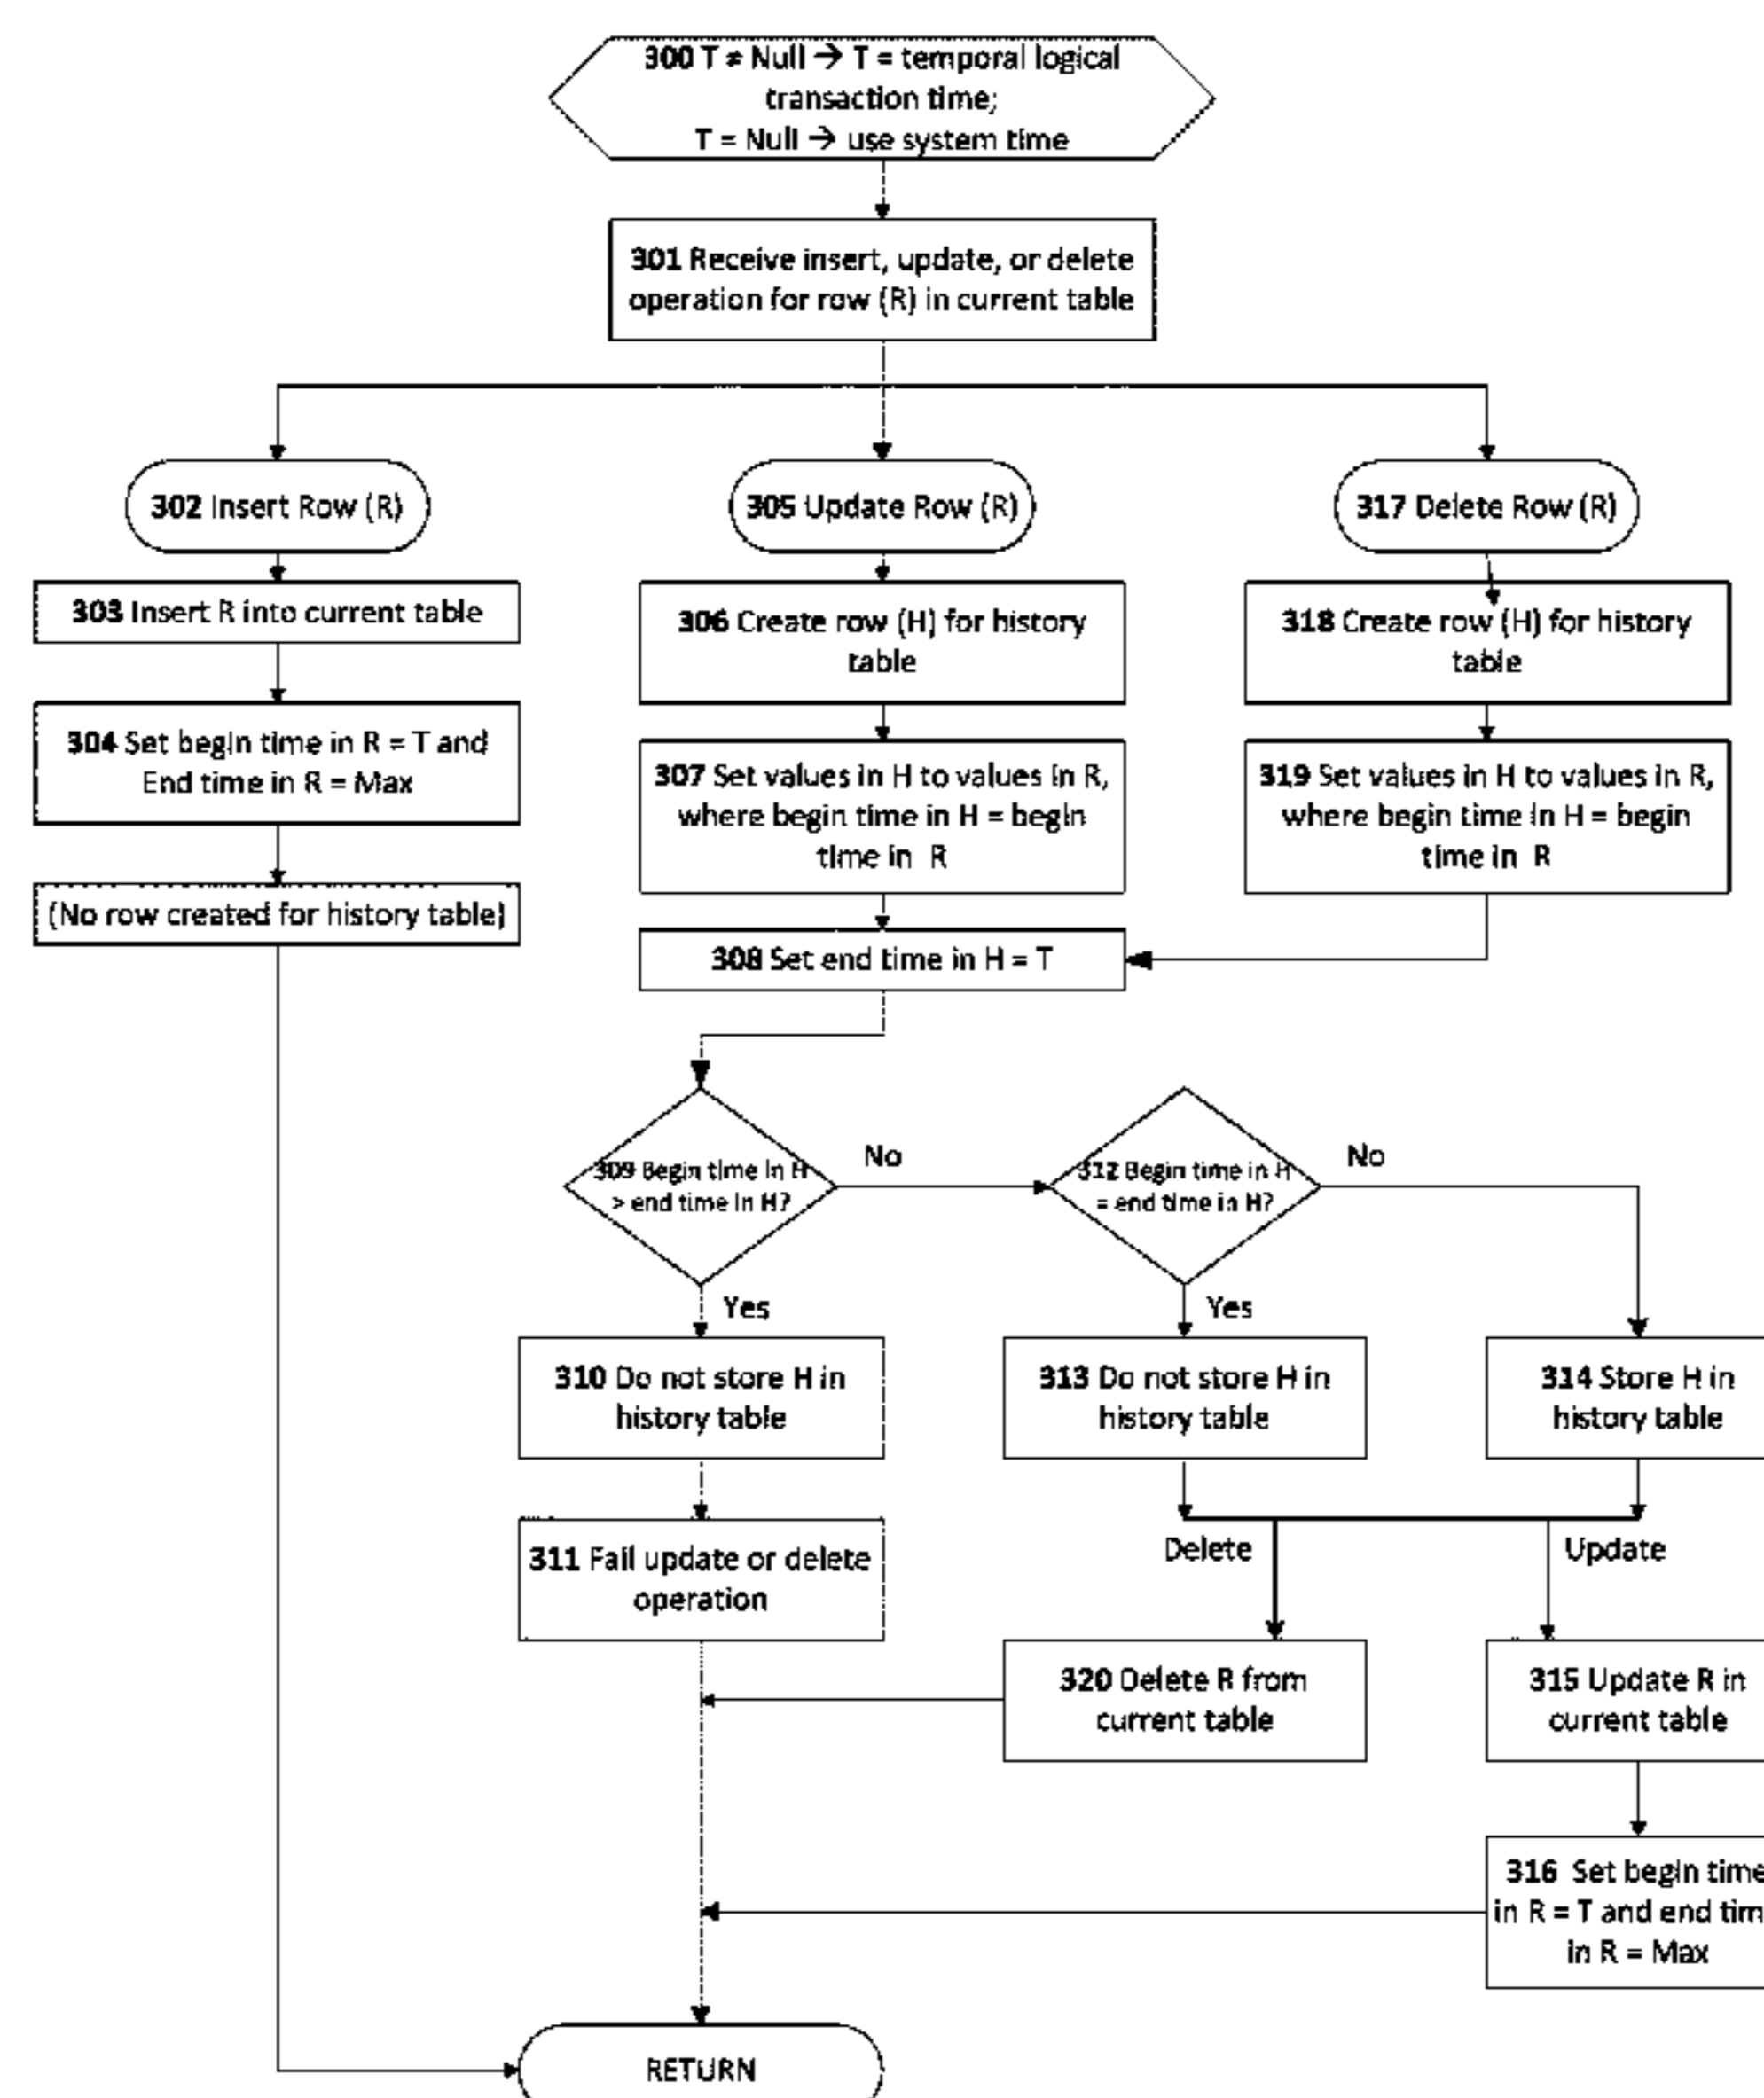 300 T ≠ Null → T = temporal logical
transaction time;
T = Null → use system time
301 Receive insert, update, or delete
operation for row (R) in current table
302 Insert Row (R)
305 Update Row (R)
317 Delete Row (R)
303 Insert R into current table
304 Set begin time in R = T and
End time in R = Max
(No row created for history table)
306 Create row (H) for history
table
307 Set values in H to values in R,
where begin time in H = begin
time in R
318 Create row (H) for history
table
319 Set values in H to values in R,
where begin time in H = begin
time in R
308 Set end time in H = T
309 Begin time in H
> end time in H?
No
312 Begin time in H
= end time in H?
No
Yes
Yes
310 Do not store H in
history table
313 Do not store H in
history table
314 Store H in
history table
311 Fail update or delete
operation
Delete
Update
320 Delete R from
current table
315 Update R in
current table
316 Set begin time
in R = T and end tim
in R = Max
RETURN